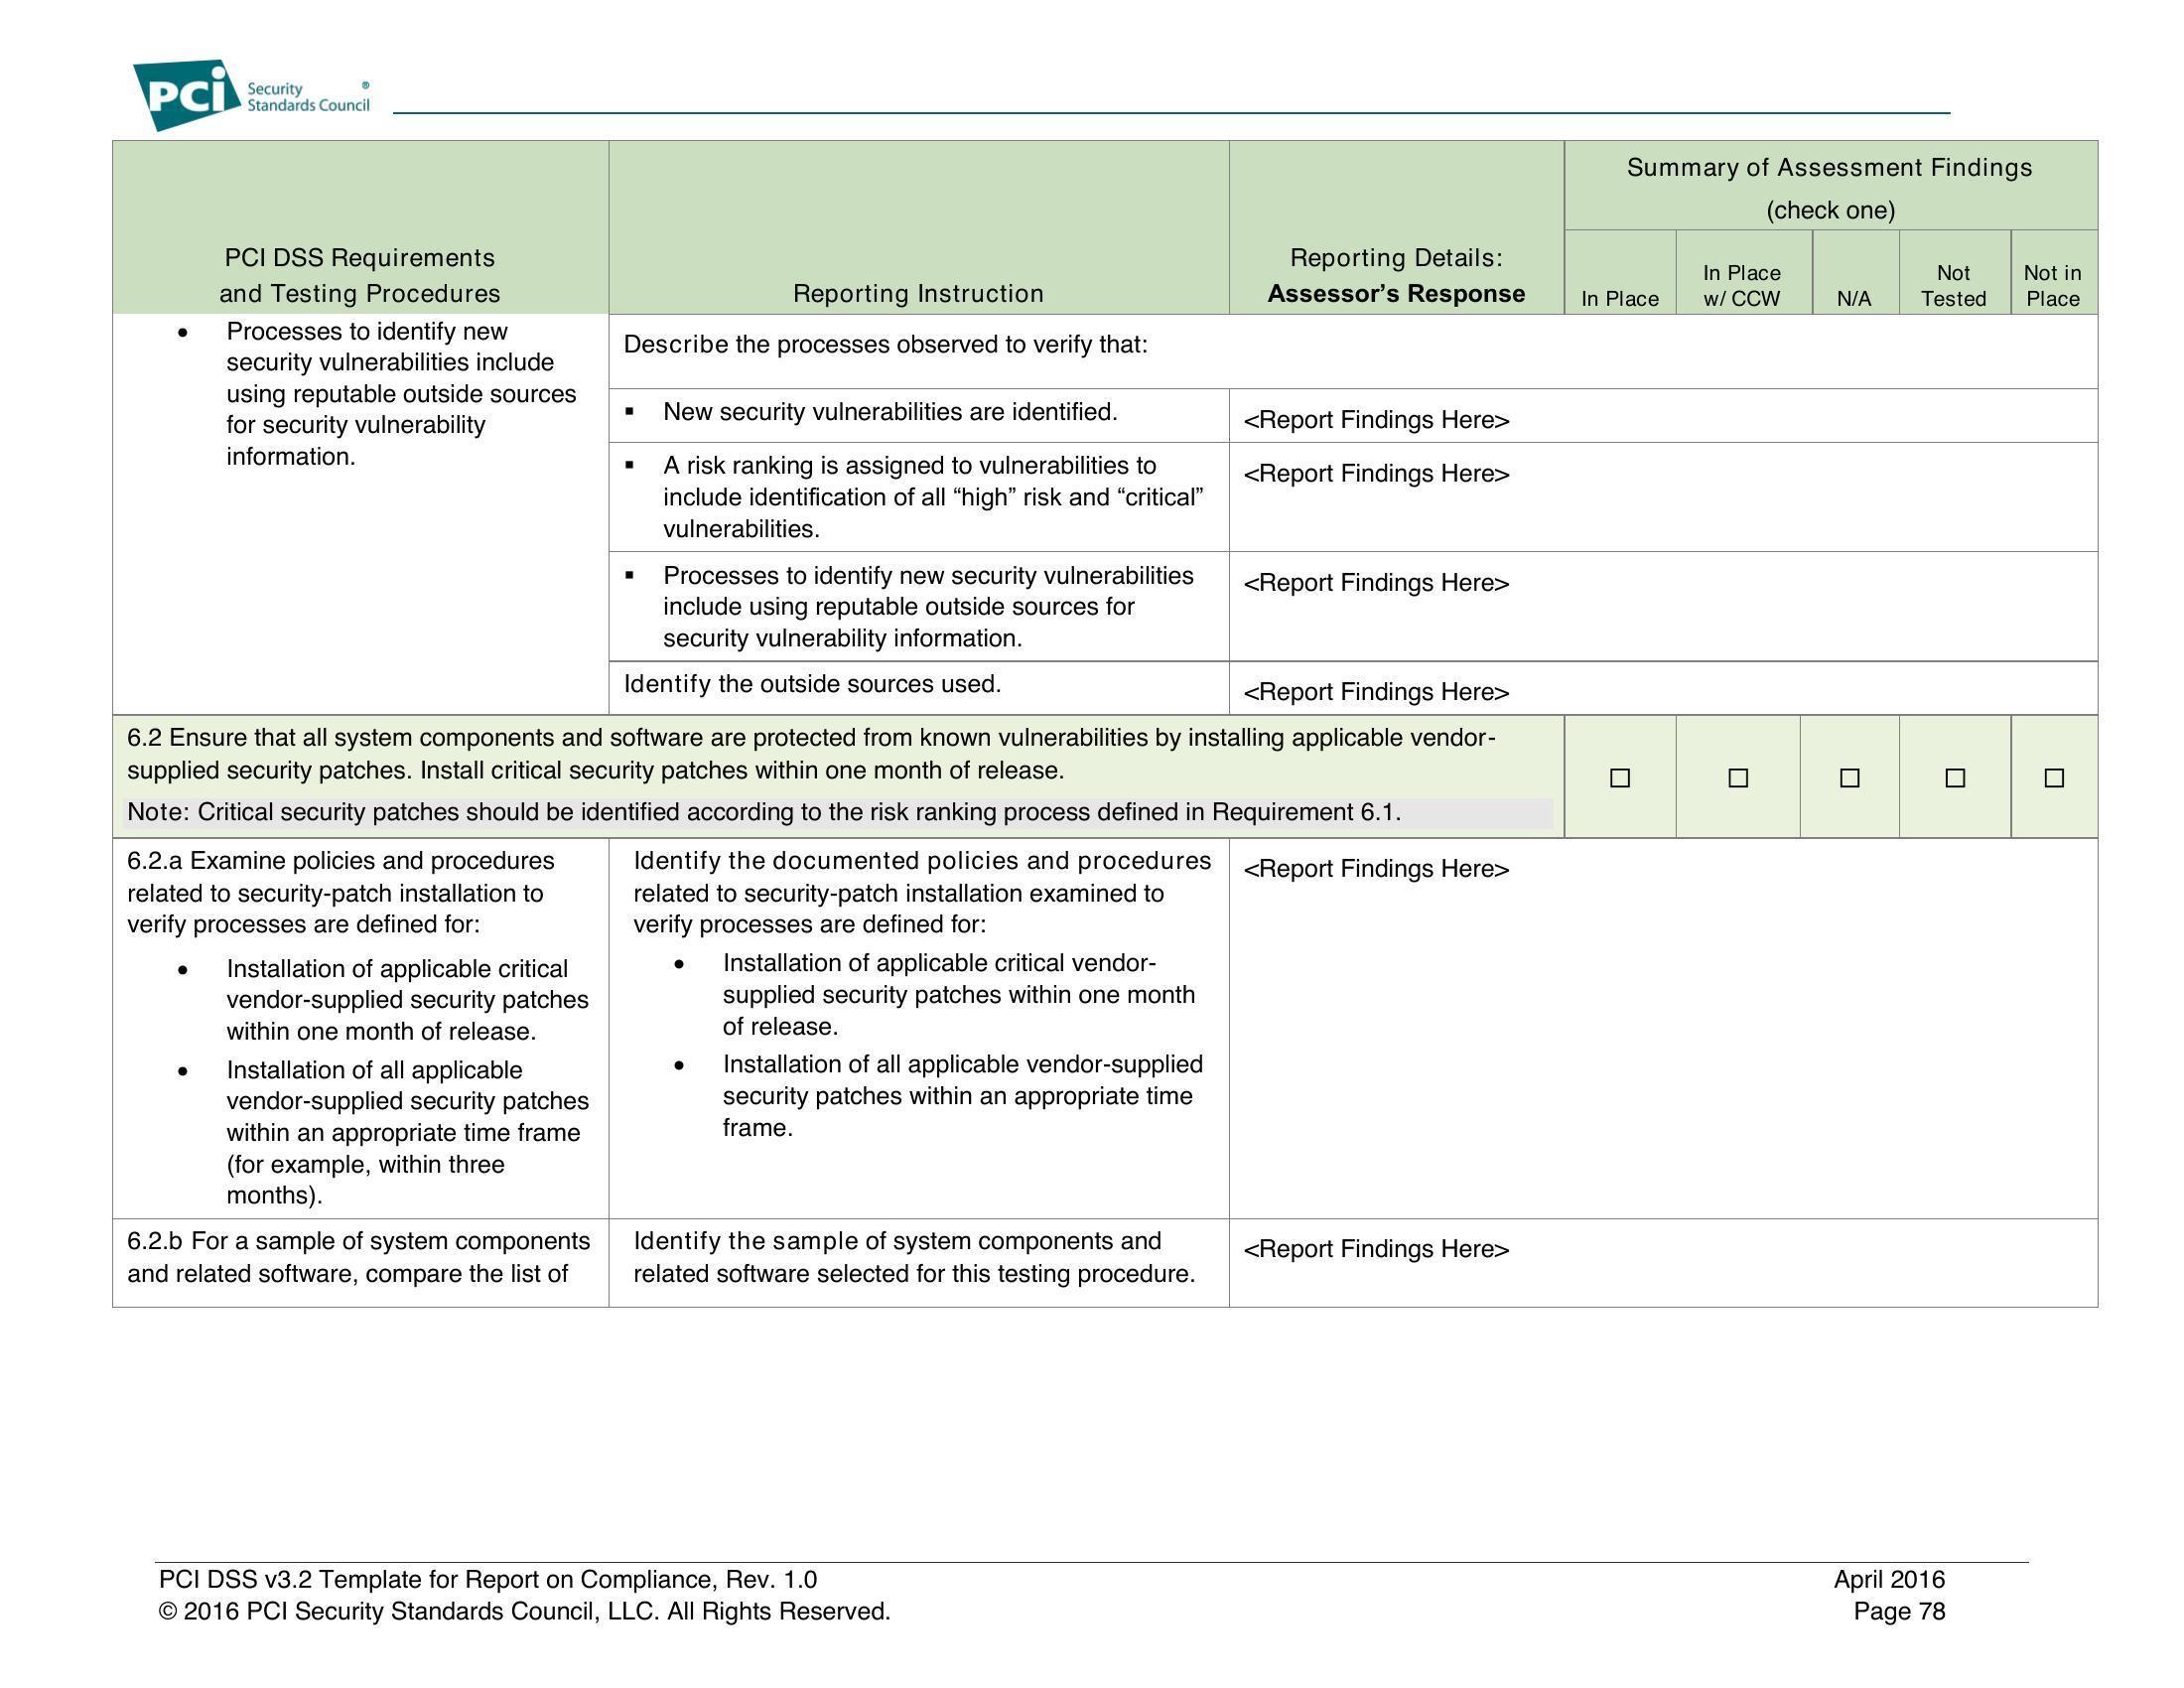 PCi Security ®
Standards Council
Summary of Assessment Findings
(check one)
PCI DSS Requirements
and Testing Procedures
Reporting Instruction
Reporting Details:
Assessor’s Response
In Place
In Place
w/ CCW
N/A
Not
Tested
Not in
Place
• Processes to identify new
security vulnerabilities include
using reputable outside sources
for security vulnerability
information.
Describe the processes observed to verify that:
▪ New security vulnerabilities are identified.
<Report Findings Here>
▪ A risk ranking is assigned to vulnerabilities to
include identification of all “high” risk and “critical”
vulnerabilities.
<Report Findings Here>
▪ Processes to identify new security vulnerabilities
include using reputable outside sources for
security vulnerability information.
<Report Findings Here>
Identify the outside sources used.
<Report Findings Here>
6.2 Ensure that all system components and software are protected from known vulnerabilities by installing applicable vendor-
supplied security patches. Install critical security patches within one month of release.
Note: Critical security patches should be identified according to the risk ranking process defined in Requirement 6.1.
☐ ☐ ☐ ☐ ☐
6.2.a Examine policies and procedures
related to security-patch installation to
verify processes are defined for:
• Installation of applicable critical
vendor-supplied security patches
within one month of release.
• Installation of all applicable
vendor-supplied security patches
within an appropriate time frame
(for example, within three
months).
Identify the documented policies and procedures
related to security-patch installation examined to
verify processes are defined for:
• Installation of applicable critical vendor-
supplied security patches within one month
of release.
• Installation of all applicable vendor-supplied
security patches within an appropriate time
frame.
<Report Findings Here>
6.2.b For a sample of system components
and related software, compare the list of
Identify the sample of system components and
related software selected for this testing procedure.
<Report Findings Here>
PCI DSS v3.2 Template for Report on Compliance, Rev. 1.0
April 2016
© 2016 PCI Security Standards Council, LLC. All Rights Reserved.
Page 78